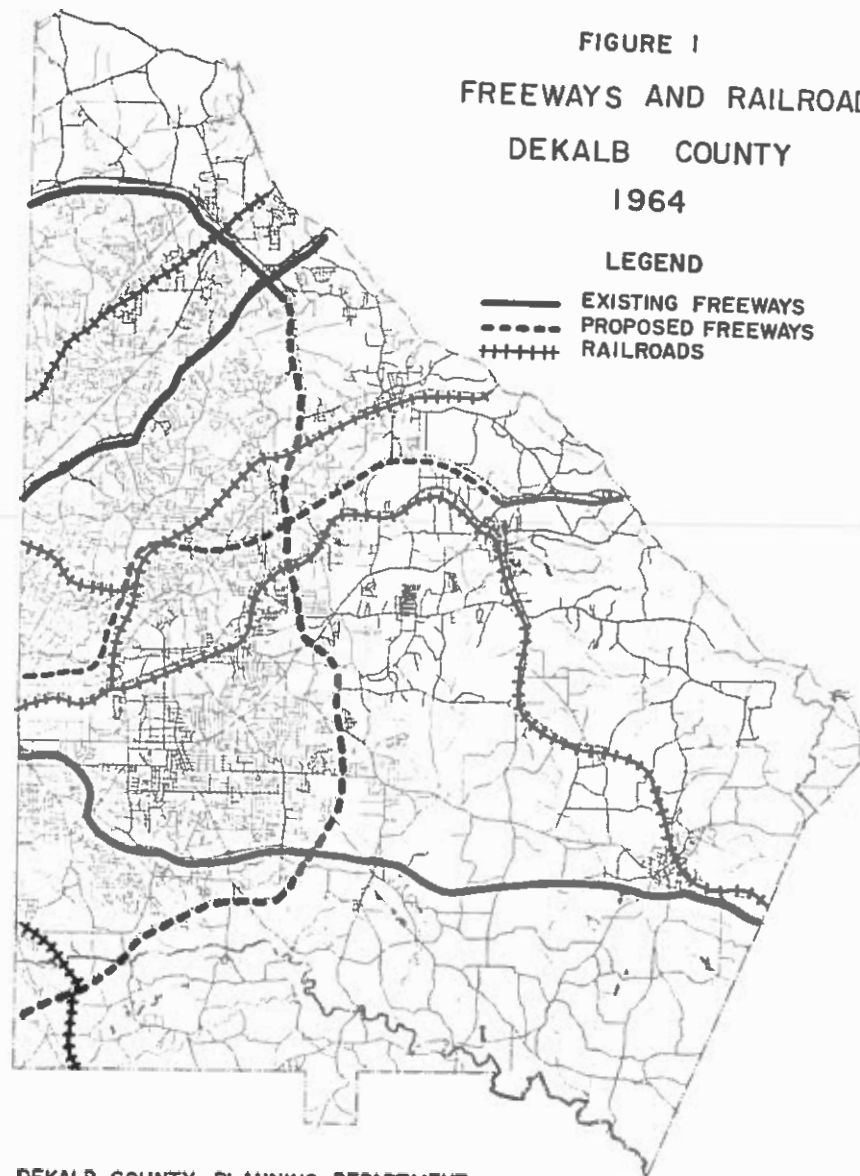 FIGURE 1
FREEWAYS AND RAILROAD
DEKALB COUNTY
1964
LEGEND
EXISTING FREEWAYS
PROPOSED FREEWAYS
RAILROADS
DEKALB COUNTY PLANNING DEPARTMENT